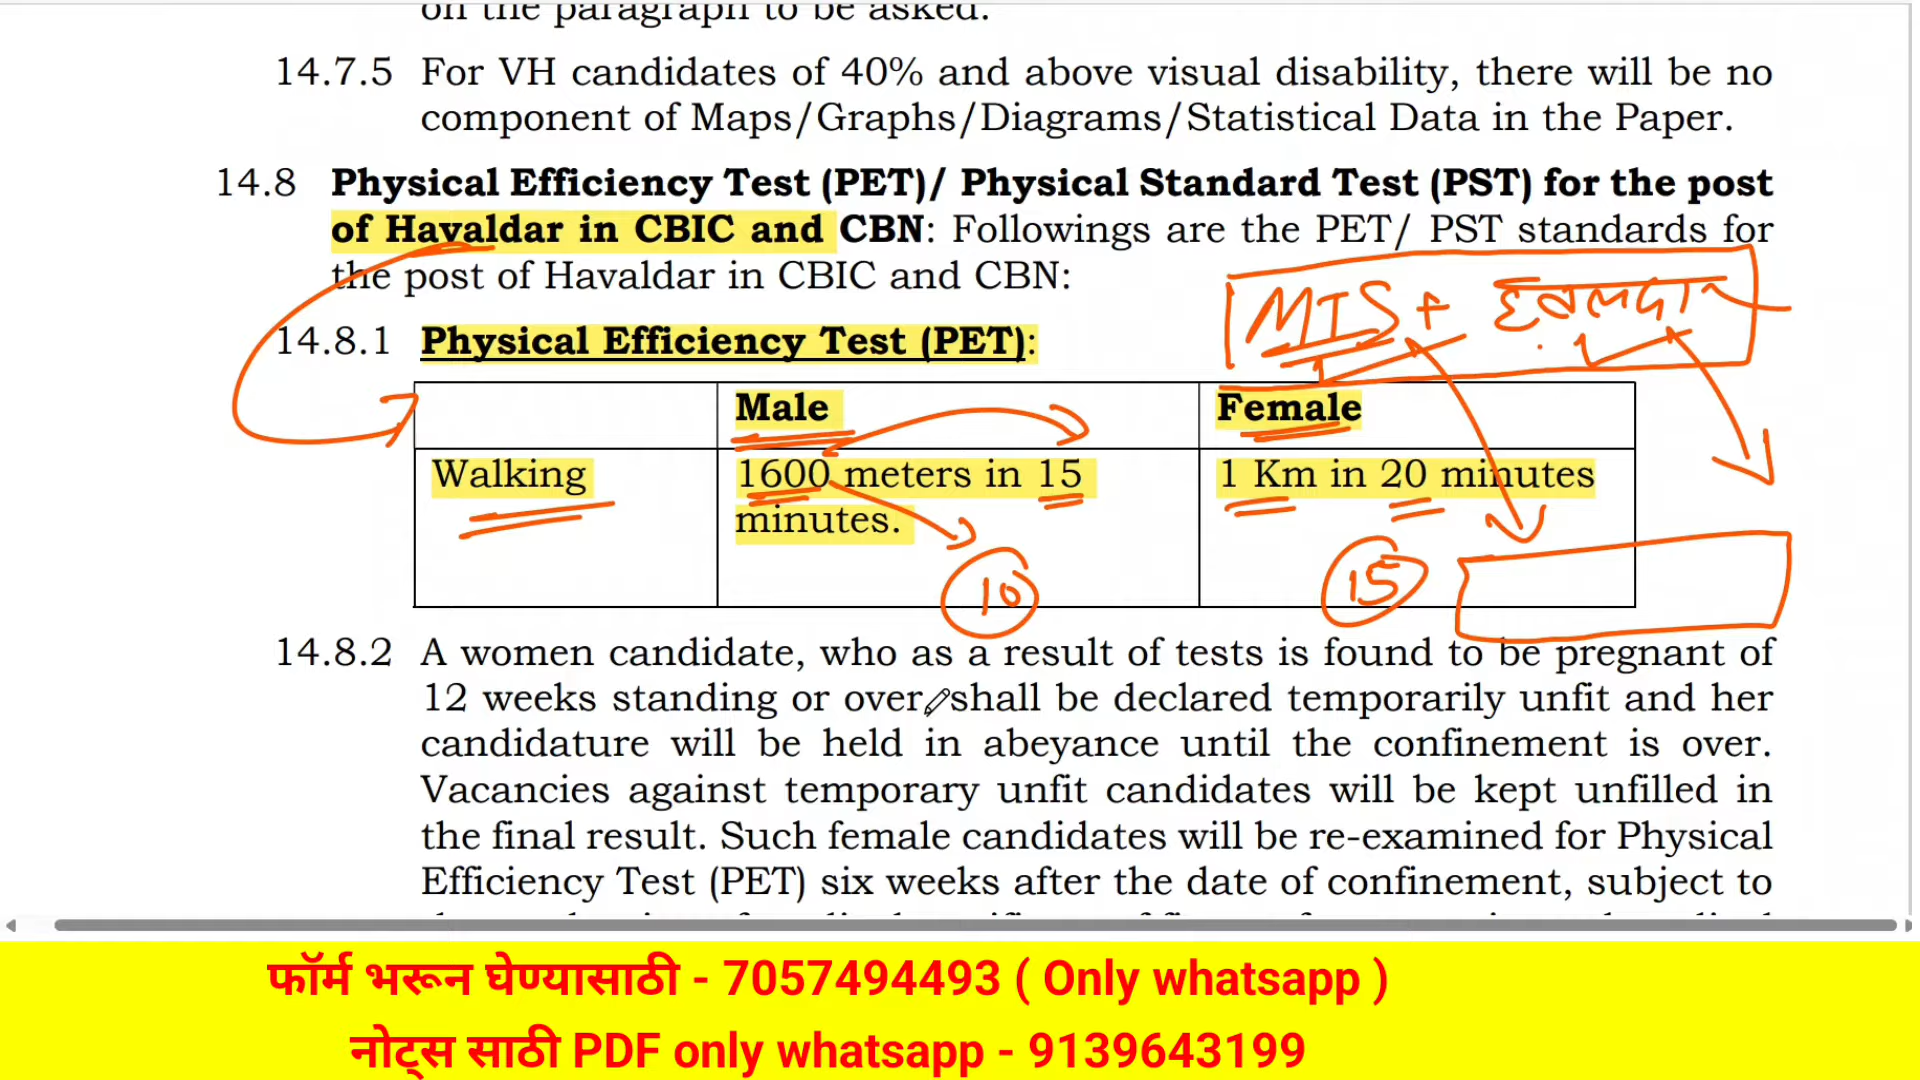 on the paragraph to be asked.
14.7.5 For VH candidates of 40% and above visual disability, there will be no
component of Maps/Graphs/Diagrams/Statistical Data in the Paper.
14.8 Physical Efficiency Test (PET)/ Physical Standard Test (PST) for the post
of Havaldar in CBIC and CBN: Followings are the PET/ PST standards for
the post of Havaldar in CBIC and CBN:
MTS + हवलदार
14.8.1 Physical Efficiency Test (PET):
Male Female
Walking 1600 meters in 15 1 Km in 20 minutes
minutes.
10 15
14.8.2 A women candidate, who as a result of tests is found to be pregnant of
12 weeks standing or over shall be declared temporarily unfit and her
candidature will be held in abeyance until the confinement is over.
Vacancies against temporary unfit candidates will be kept unfilled in
the final result. Such female candidates will be re-examined for Physical
Efficiency Test (PET) six weeks after the date of confinement, subject to
फॉर्म भरून घेण्यासाठी - 7057494493 ( Only whatsapp )
नोट्स साठी PDF only whatsapp - 9139643199